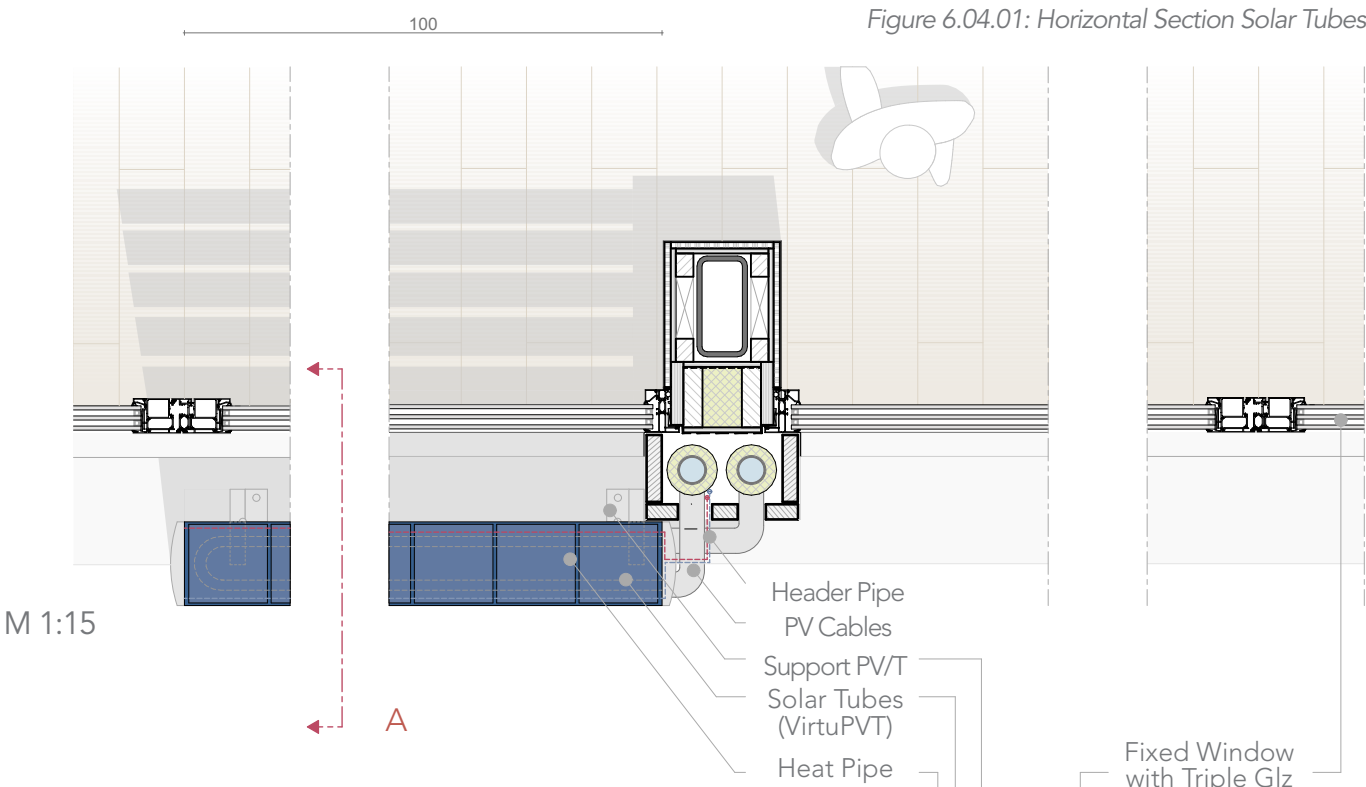 Figure 6.04.01: Horizontal Section Solar Tubes
100
Header Pipe
M 1:15
PV Cables
Support PV/T
Solar Tubes
(VirtuPVT)
A
Heat Pipe
Fixed Window
with Triple Glz